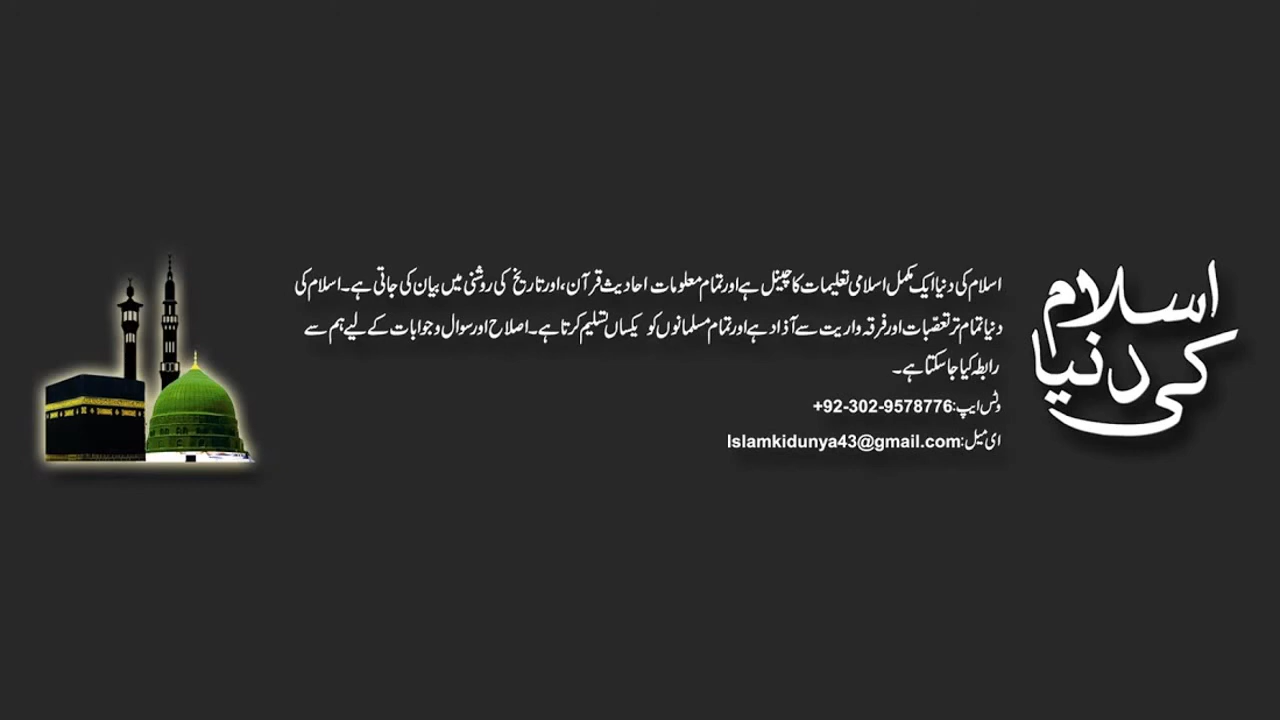 اسلام کی دنیا
اسلام کی دنیا ایک مکمل اسلامی تعلیمات کا چینل ہے اور تمام معلومات احادیث قرآن، اور تاریخ کی روشنی میں بیان کی جاتی ہے۔ اسلام کی
دنیا تمام تر تعصّبات اور فرقہ واریت سے آذاد ہے اور تمام مسلمانوں کو یکساں تسلیم کرتا ہے۔ اصلاح اور سوال و جوابات کے لیے ہم سے
رابطہ کیا جا سکتا ہے۔
وٹس ایپ: +92-302-9578776
ای میل: Islamkidunya43@gmail.com